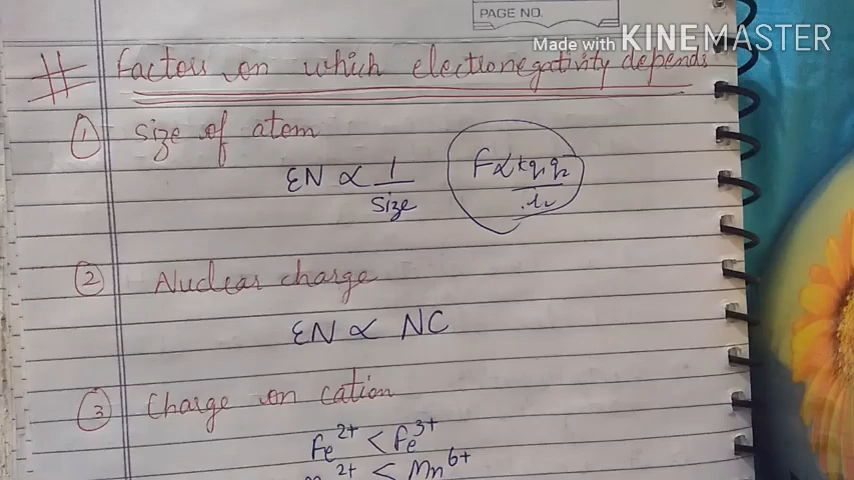 PAGE NO.
Made with KINEMASTER
# Factors on which electronegativity depends
① Size of atom
EN ∝ 1/Size
F ∝ kq₁q₂/r²
② Nuclear charge
EN ∝ NC
③ Charge on cation
Fe²⁺ < Fe³⁺
²⁺ < Mn⁶⁺